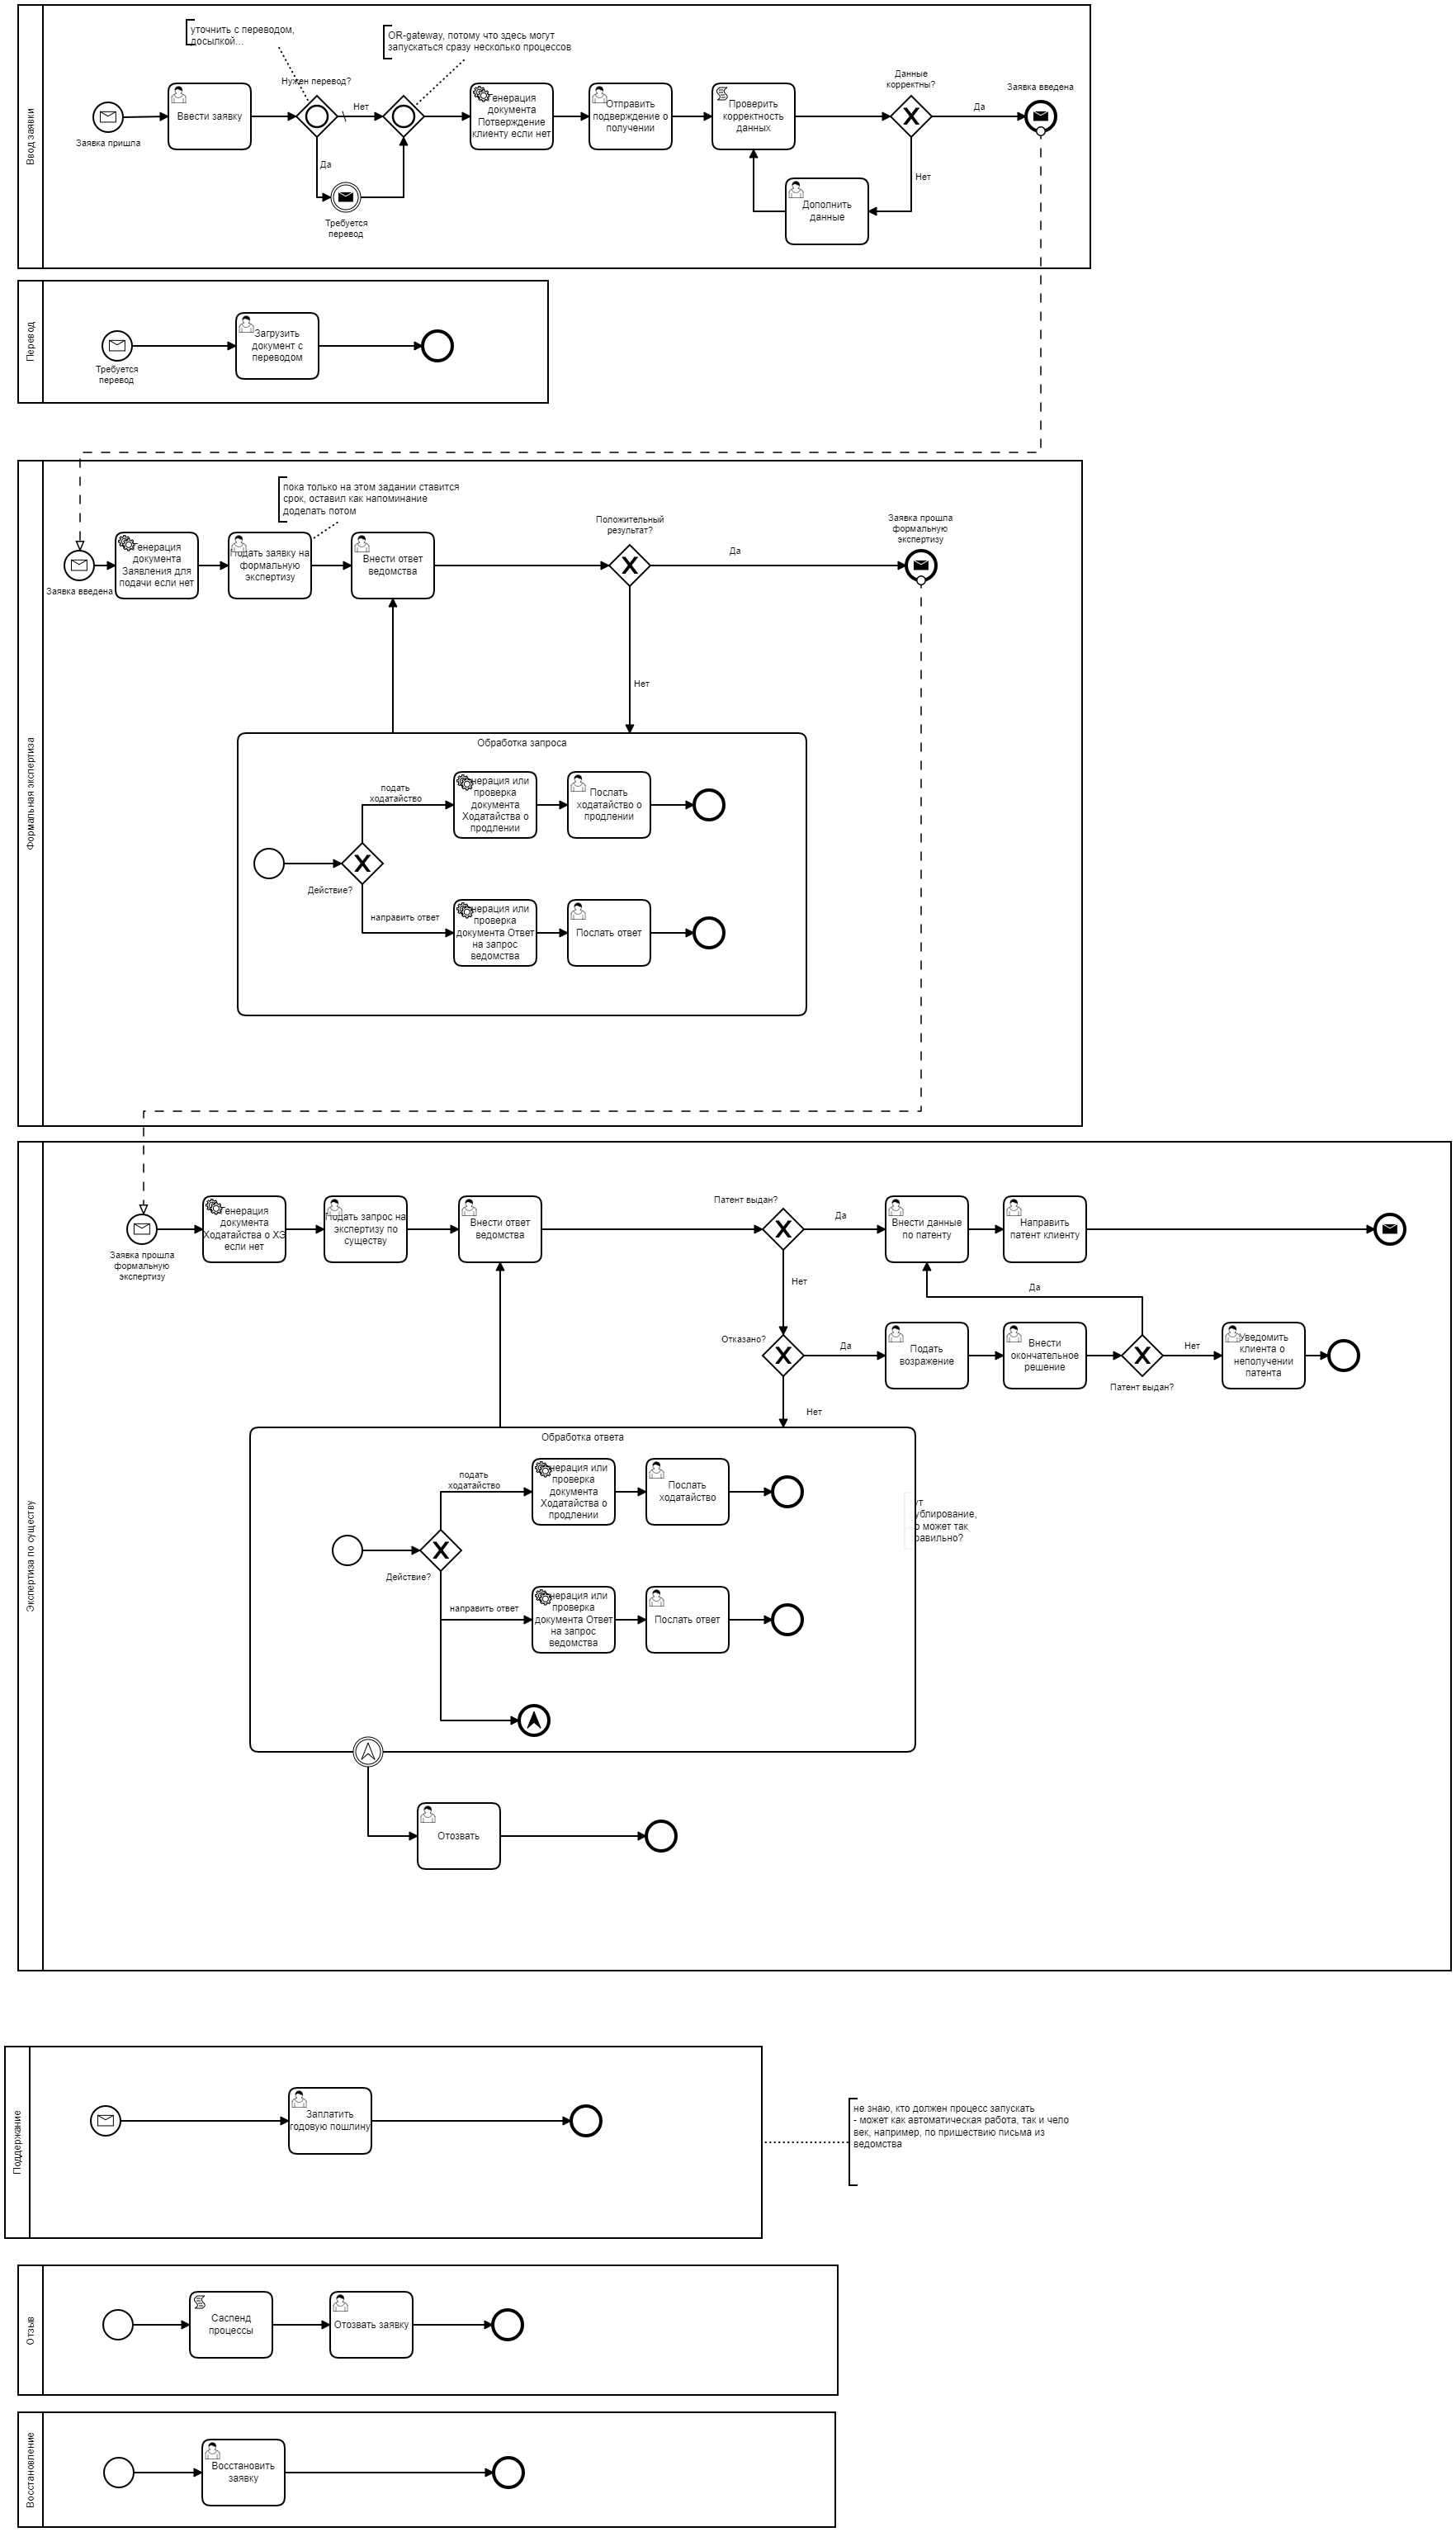 Ввод заявки
уточнить с переводом,
досылкой...
OR-gateway, потому что здесь могут
запускаться сразу несколько процессов
Заявка пришла
Ввести заявку
Нужен перевод?
Нет
Да
Требуется
перевод
Генерация
документа
Потверждение
клиенту если нет
Отправить
подверждение о
получении
Проверить
корректность
данных
Данные
корректны?
Да
Нет
Дополнить
данные
Заявка введена
Перевод
Требуется
перевод
Загрузить
документ с
переводом
Формальная экспертиза
пока только на этом задании ставится
срок, оставил как напоминание
доделать потом
Заявка введена
Генерация
документа
Заявления для
подачи если нет
Подать заявку на
формальную
экспертизу
Внести ответ
ведомства
Положительный
результат?
Да
Нет
Заявка прошла
формальную
экспертизу
Обработка запроса
Действие?
подать
ходатайство
нерация или
проверка
документа
Ходатайства о
продлении
Послать
ходатайство о
продлении
направить ответ
нерация или
проверка
документа Ответ
на запрос
ведомства
Послать ответ
Экспертиза по существу
Заявка прошла
формальную
экспертизу
Генерация
документа
Ходатайства о ХЭ
если нет
Подать запрос на
экспертизу по
существу
Внести ответ
ведомства
Патент выдан?
Да
Нет
Внести данные
по патенту
Направить
патент клиенту
Отказано?
Да
Нет
Подать
возражение
Внести
окончательное
решение
Патент выдан?
Да
Нет
Уведомить
клиента о
неполучении
патента
Обработка ответа
Действие?
подать
ходатайство
нерация или
проверка
документа
Ходатайства о
продлении
Послать
ходатайство
направить ответ
нерация или
проверка
документа Ответ
на запрос
ведомства
Послать ответ
ут
ублирование,
о может так
равильно?
Отозвать
Поддержание
Заплатить
годовую пошлину
не знаю, кто должен процесс запускать
- может как автоматическая работа, так и чело
век, например, по пришествию письма из
ведомства
Отзыв
Саспенд
процессы
Отозвать заявку
Восстановление
Восстановить
заявку